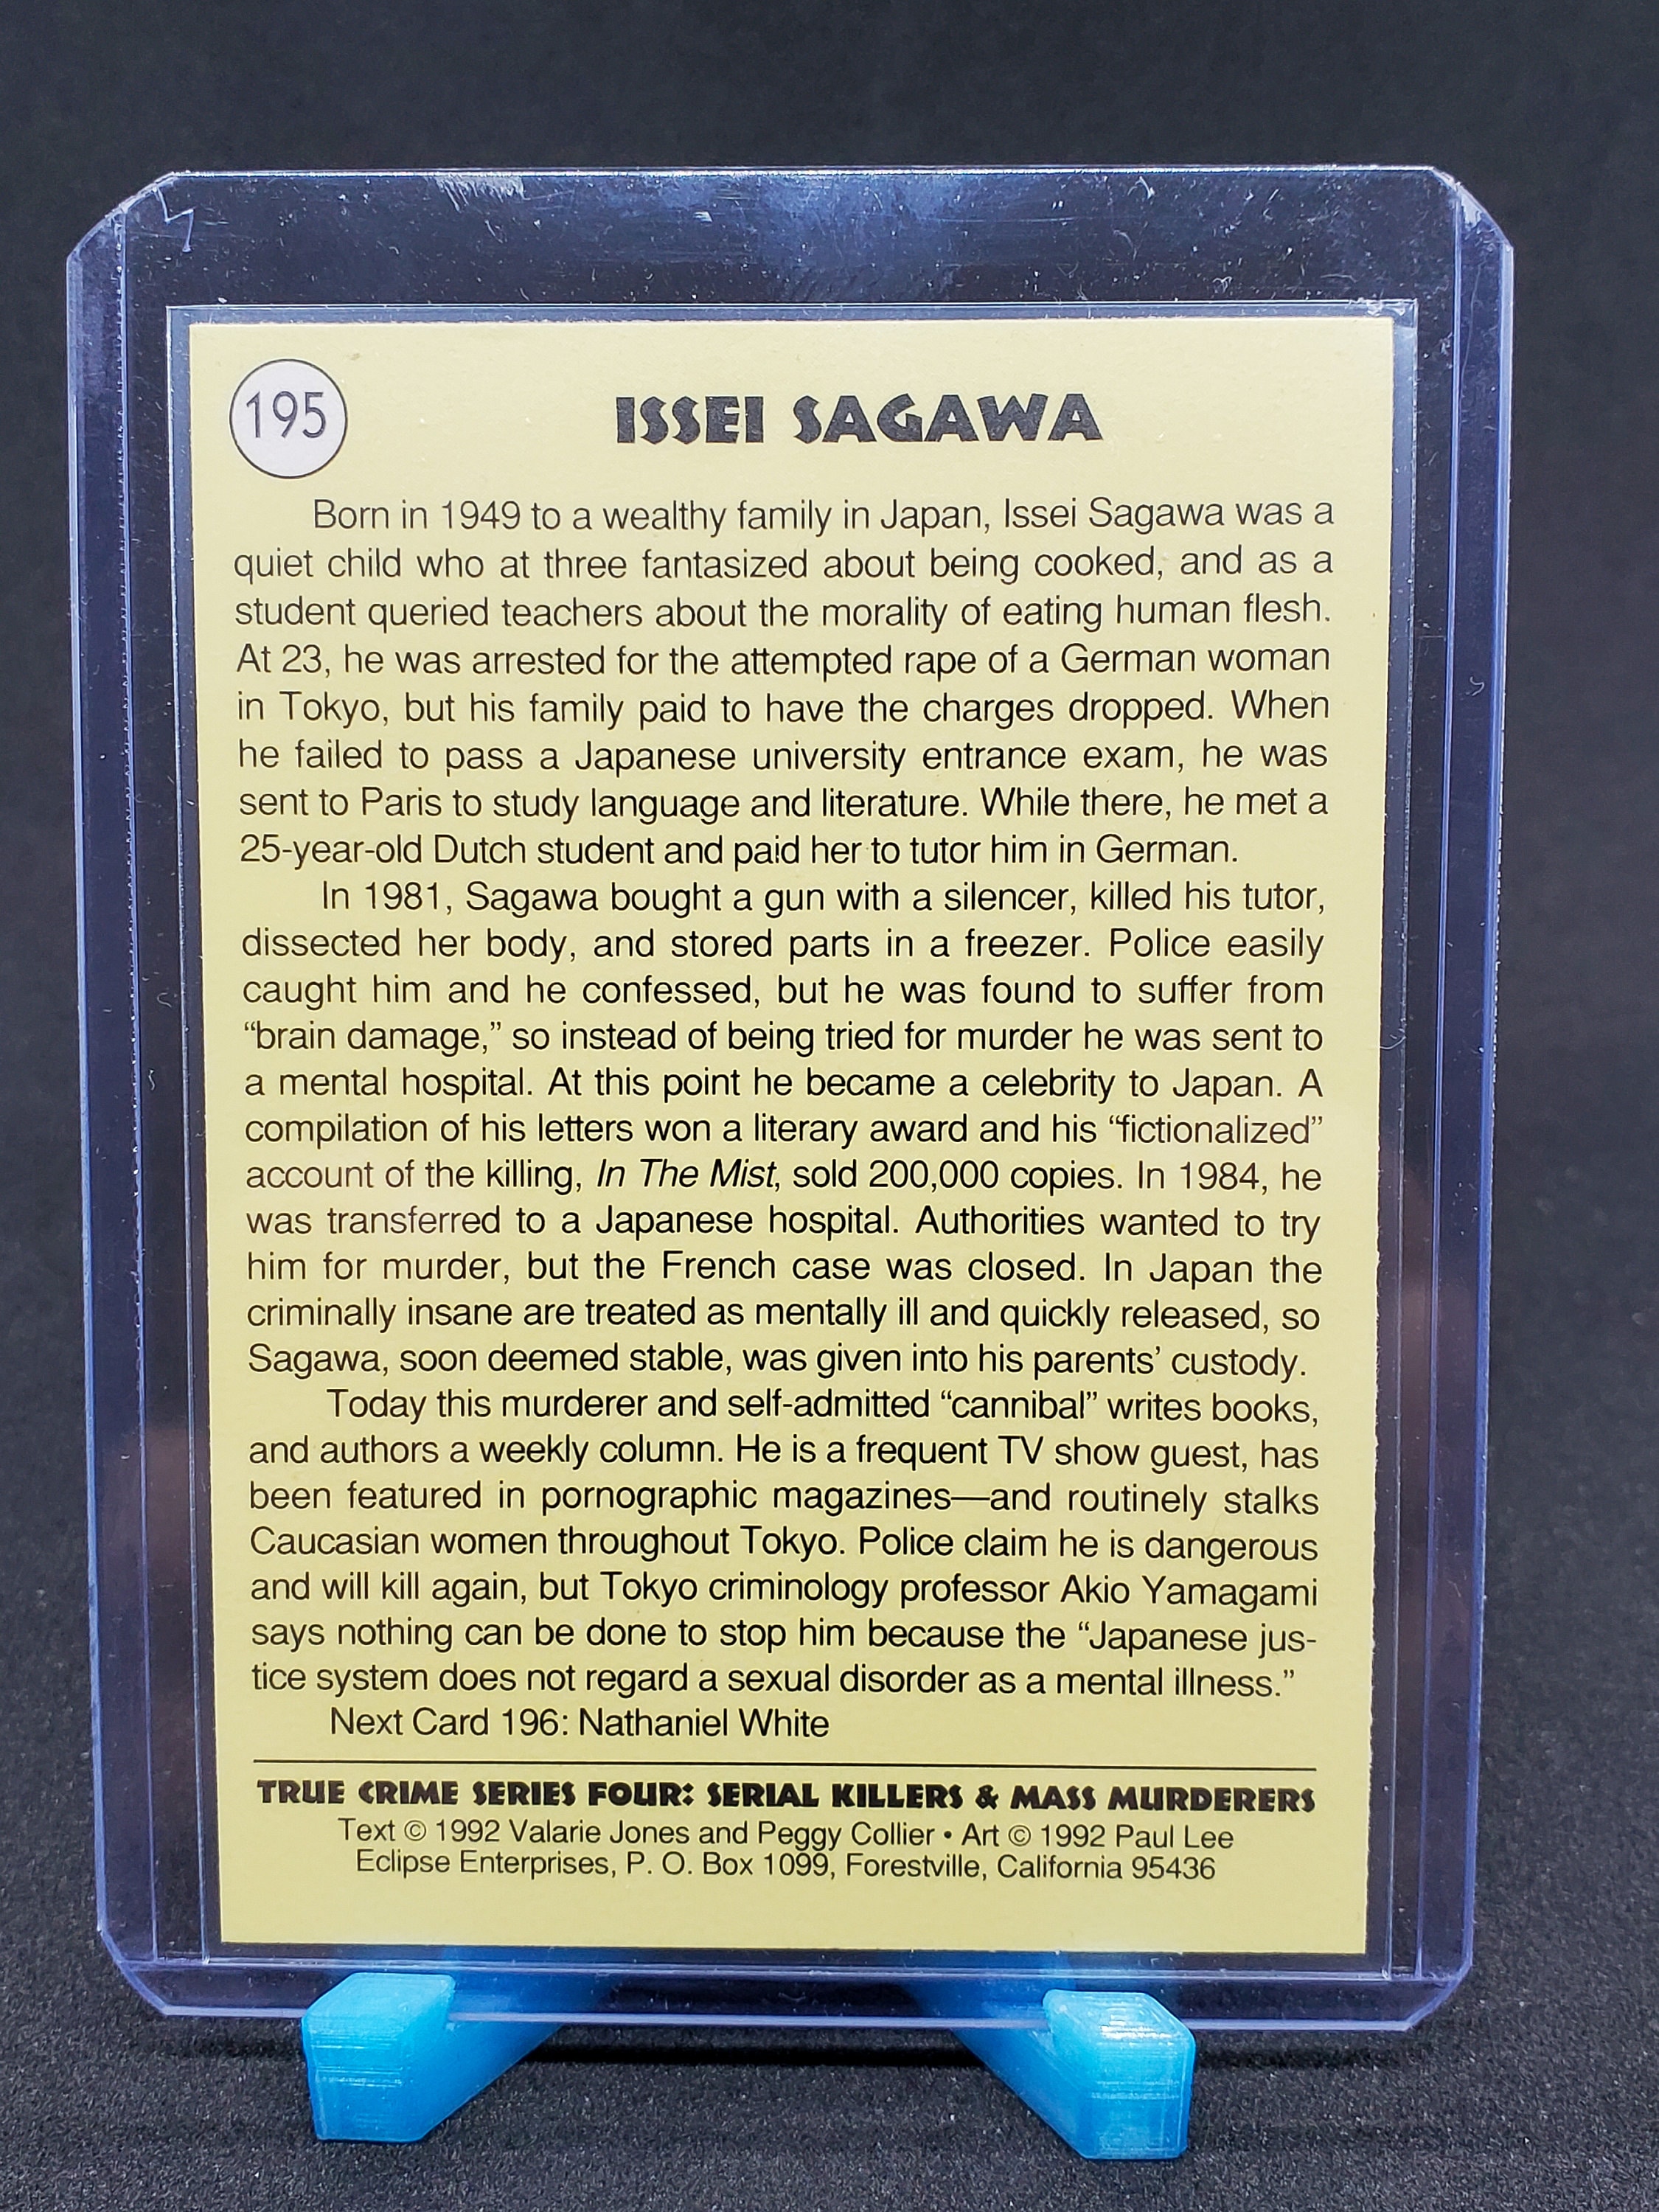 195
ISSEI SAGAWA
Born in 1949 to a wealthy family in Japan, Issei Sagawa was a
quiet child who at three fantasized about being cooked, and as a
student queried teachers about the morality of eating human flesh.
At 23, he was arrested for the attempted rape of a German woman
in Tokyo, but his family paid to have the charges dropped. When
he failed to pass a Japanese university entrance exam, he was
sent to Paris to study language and literature. While there, he met a
25-year-old Dutch student and paid her to tutor him in German.
In 1981, Sagawa bought a gun with a silencer, killed his tutor,
dissected her body, and stored parts in a freezer. Police easily
caught him and he confessed, but he was found to suffer from
“brain damage,” so instead of being tried for murder he was sent to
a mental hospital. At this point he became a celebrity to Japan. A
compilation of his letters won a literary award and his “fictionalized”
account of the killing, In The Mist, sold 200,000 copies. In 1984, he
was transferred to a Japanese hospital. Authorities wanted to try
him for murder, but the French case was closed. In Japan the
criminally insane are treated as mentally ill and quickly released, so
Sagawa, soon deemed stable, was given into his parents’ custody.
Today this murderer and self-admitted “cannibal” writes books,
and authors a weekly column. He is a frequent TV show guest, has
been featured in pornographic magazines—and routinely stalks
Caucasian women throughout Tokyo. Police claim he is dangerous
and will kill again, but Tokyo criminology professor Akio Yamagami
says nothing can be done to stop him because the “Japanese jus-
tice system does not regard a sexual disorder as a mental illness.”
Next Card 196: Nathaniel White
TRUE CRIME SERIES FOUR: SERIAL KILLERS & MASS MURDERERS
Text © 1992 Valarie Jones and Peggy Collier • Art © 1992 Paul Lee
Eclipse Enterprises, P. O. Box 1099, Forestville, California 95436